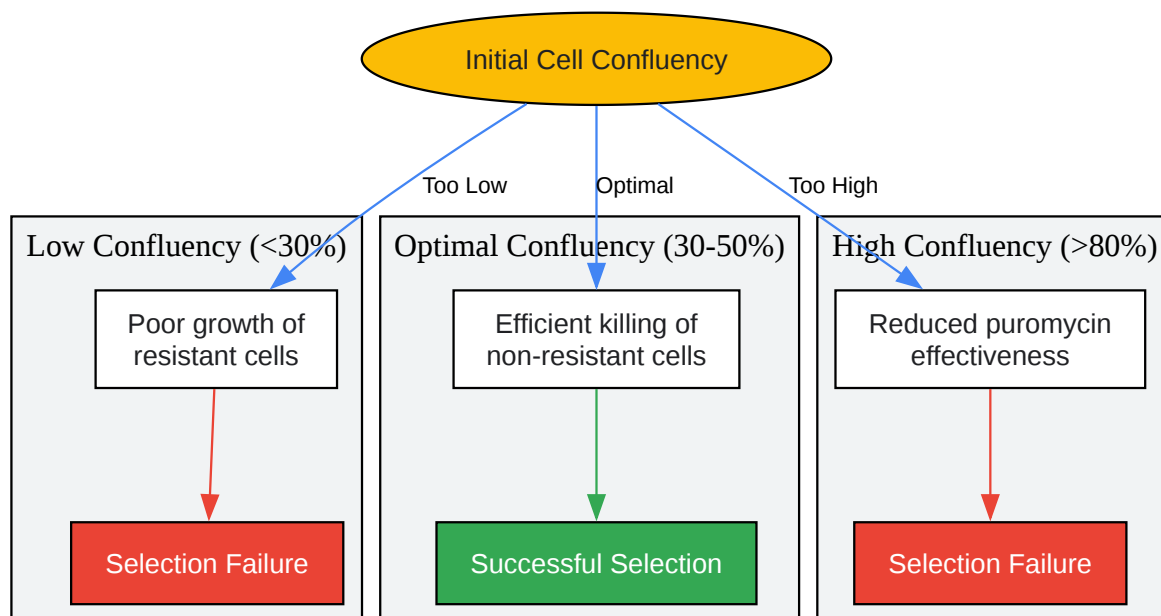 Initial Cell Confluency
Too Low
Optimal
Too High
Low Confluency (<30%)
Optimal Confluency (30-50%)
High Confluency (>80%)
Poor growth of
resistant cells
Efficient killing of
non-resistant cells
Reduced puromycin
effectiveness
Selection Failure
Successful Selection
Selection Failure